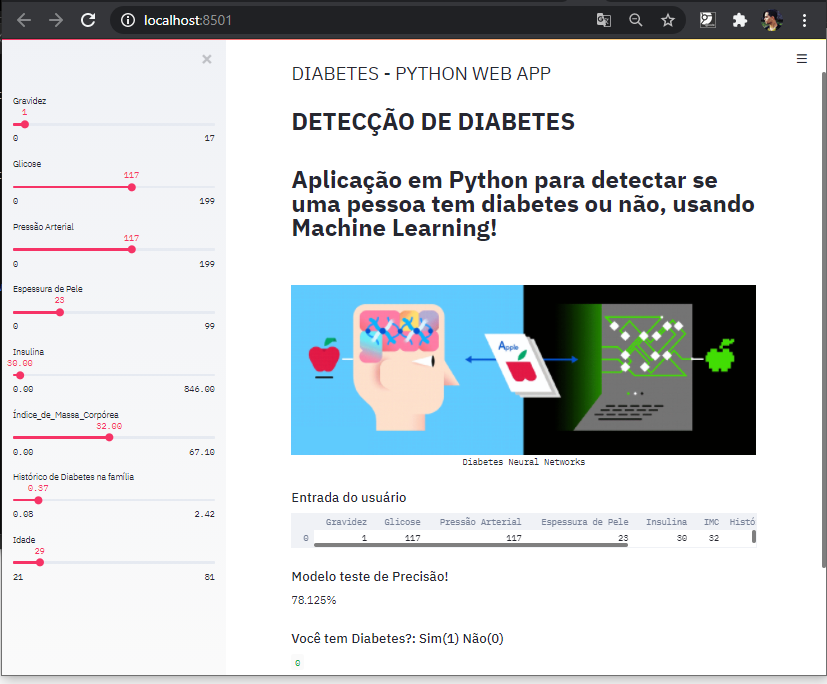 localhost:8501
×
Gravidez
1
0 17
Glicose
117
0 199
Pressão Arterial
117
0 199
Espessura de Pele
23
0 99
Insulina
30.00
0.00 846.00
Índice_de_Massa_Corpórea
32.00
0.00 67.10
Histórico de Diabetes na família
0.37
0.08 2.42
Idade
29
21 81
DIABETES - PYTHON WEB APP
DETECÇÃO DE DIABETES
Aplicação em Python para detectar se
uma pessoa tem diabetes ou não, usando
Machine Learning!
Apple
Diabetes Neural Networks
Entrada do usuário
Gravidez Glicose Pressão Arterial Espessura de Pele Insulina IMC Histó
0 1 117 117 23 30 32
Modelo teste de Precisão!
78.125%
Você tem Diabetes?: Sim(1) Não(0)
0